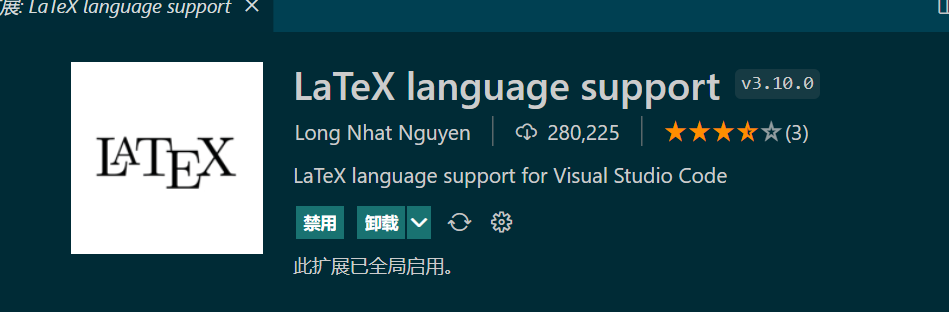 展: LaTeX language support
LaTeX language support v3.10.0
Long Nhat Nguyen 280,225 (3)
LATEX
LaTeX language support for Visual Studio Code
禁用 卸载
此扩展已全局启用。